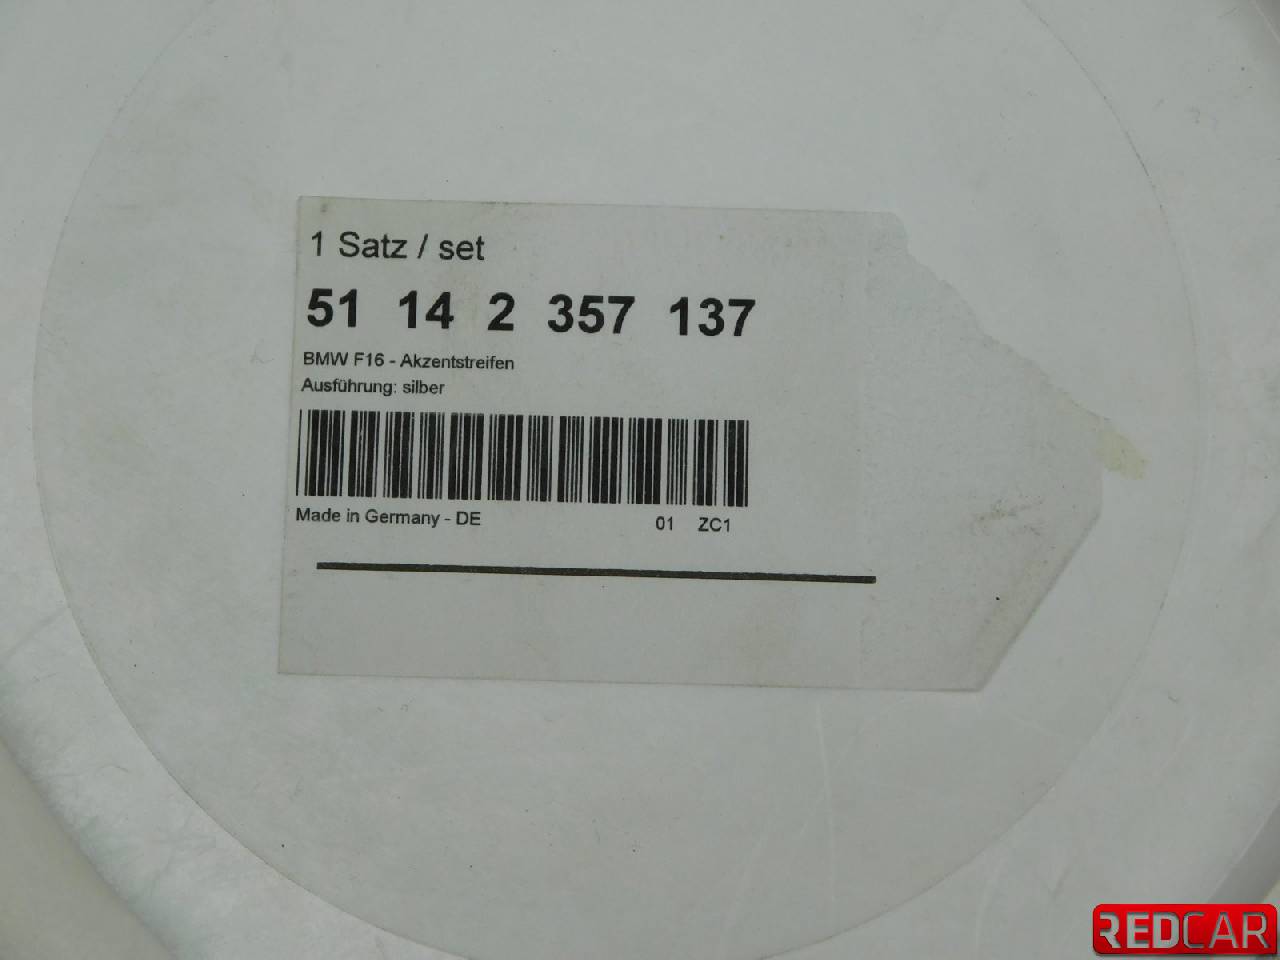 1 Satz / set
51 14 2 357 137
BMW F16 - Akzentstreifen
Ausführung: silber
Made in Germany - DE 01 ZC1
REDCAR